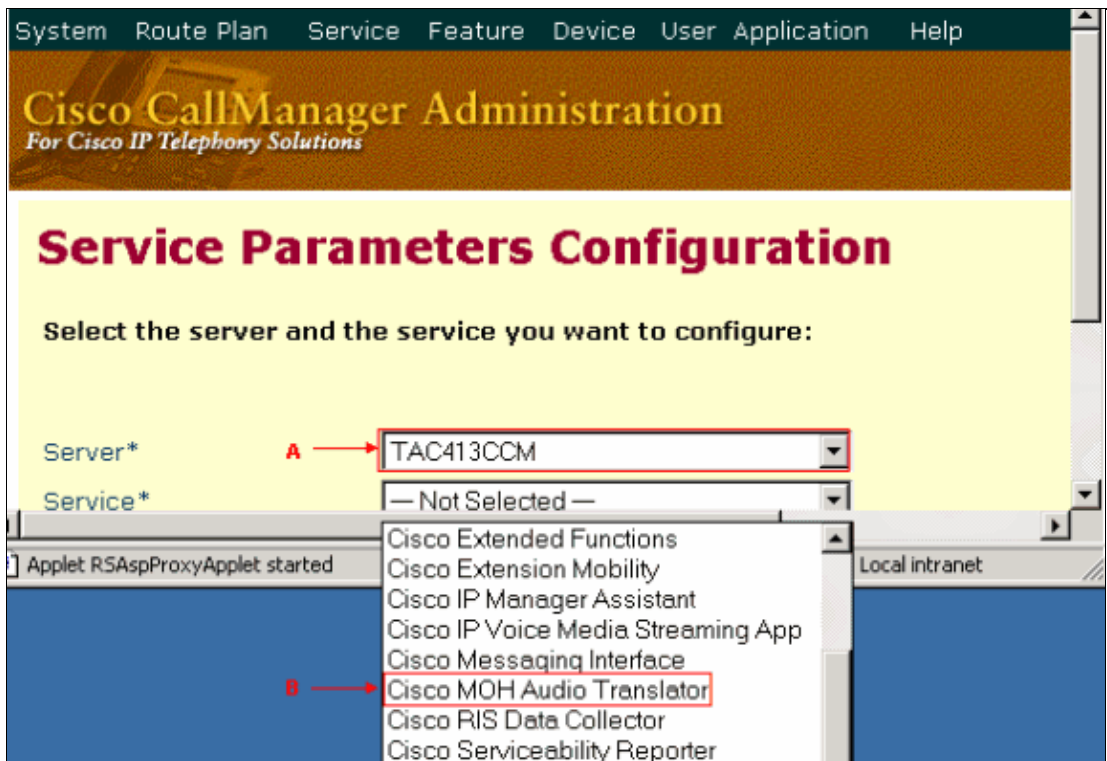 System Route Plan Service Feature Device User Application Help
Cisco CallManager Administration
For Cisco IP Telephony Solutions
Service Parameters Configuration
Select the server and the service you want to configure:
Server* A TAC413CCM
Service* — Not Selected —
Applet RSAspProxyApplet started
Local intranet
Cisco Extended Functions
Cisco Extension Mobility
Cisco IP Manager Assistant
Cisco IP Voice Media Streaming App
Cisco Messaging Interface
B Cisco MOH Audio Translator
Cisco RIS Data Collector
Cisco Serviceability Reporter